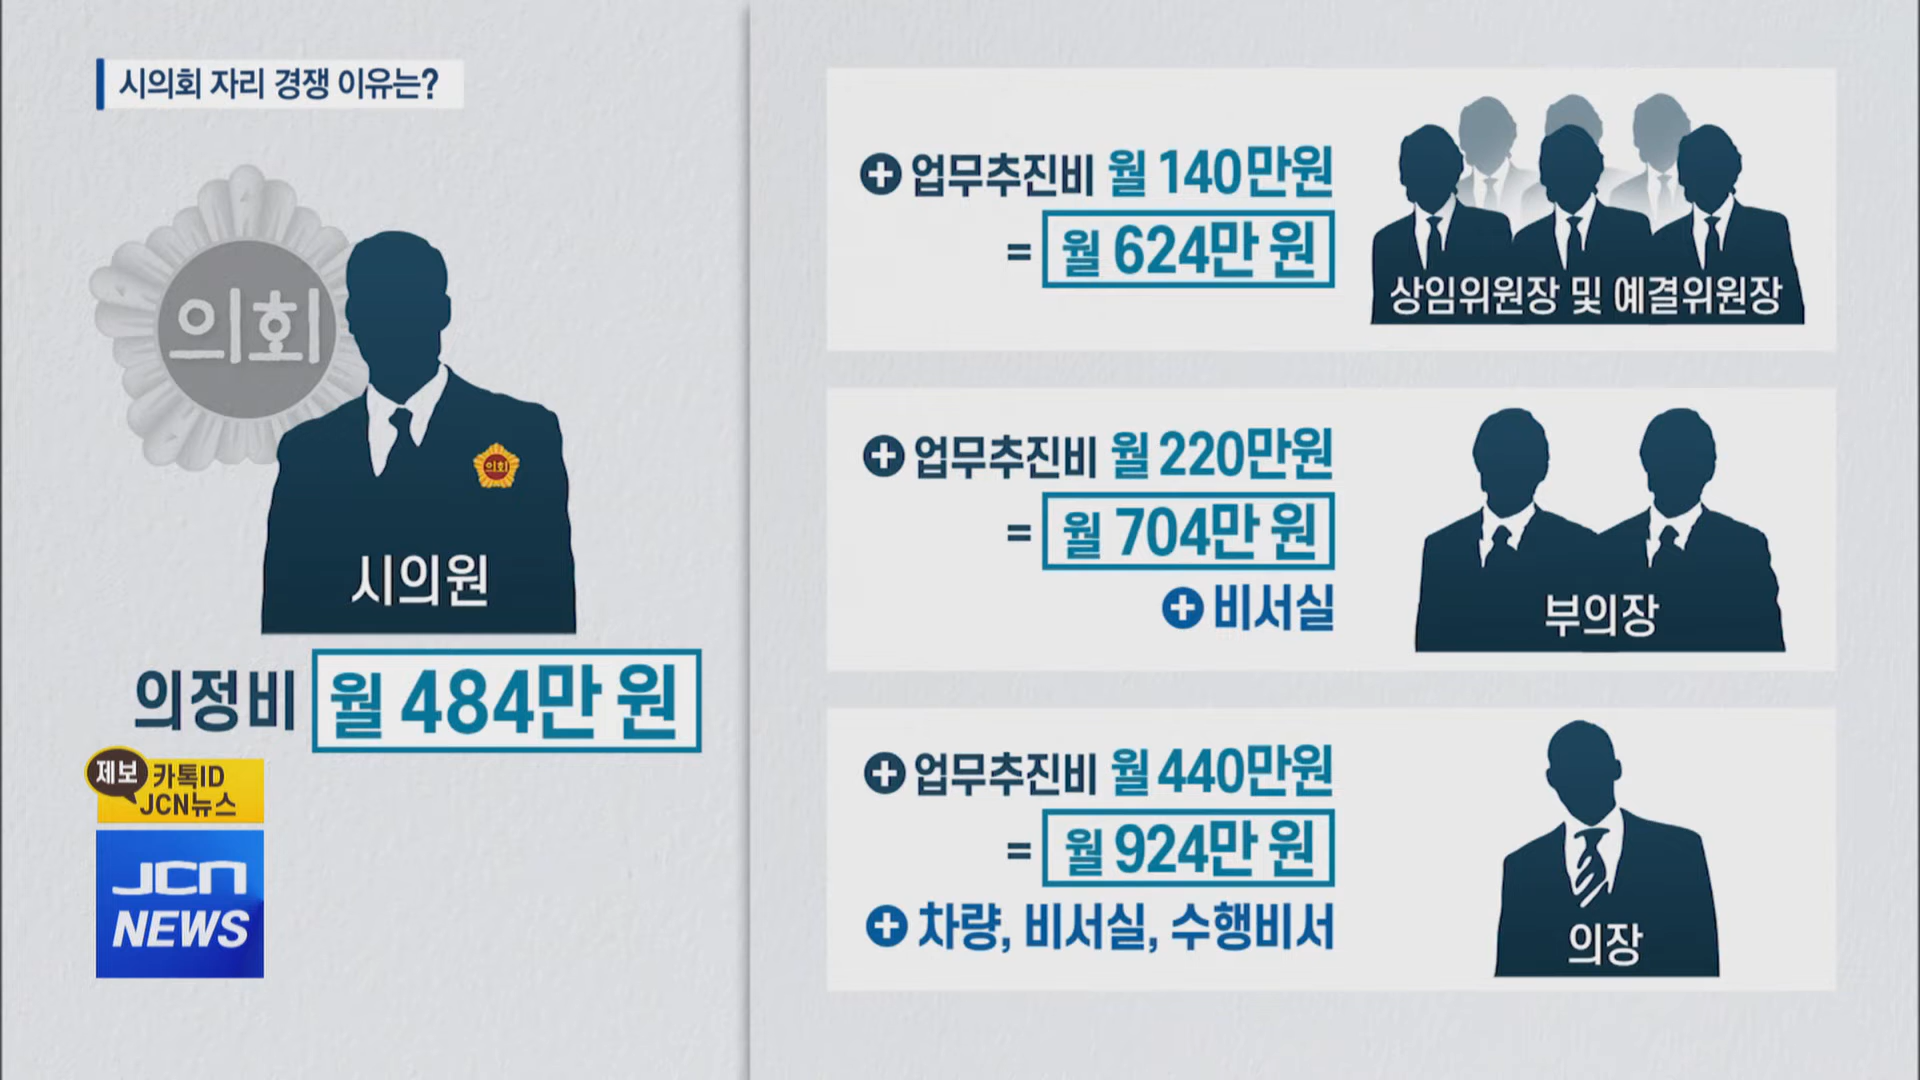 시의회 자리 경쟁 이유는?
의회
의회
시의원
의정비 월 484만 원
제보 카톡ID
JCN뉴스
JCN
NEWS
+ 업무추진비 월 140만원
= 월 624만 원
상임위원장 및 예결위원장
+ 업무추진비 월 220만원
= 월 704만 원
+ 비서실
부의장
+ 업무추진비 월 440만원
= 월 924만 원
+ 차량, 비서실, 수행비서
의장